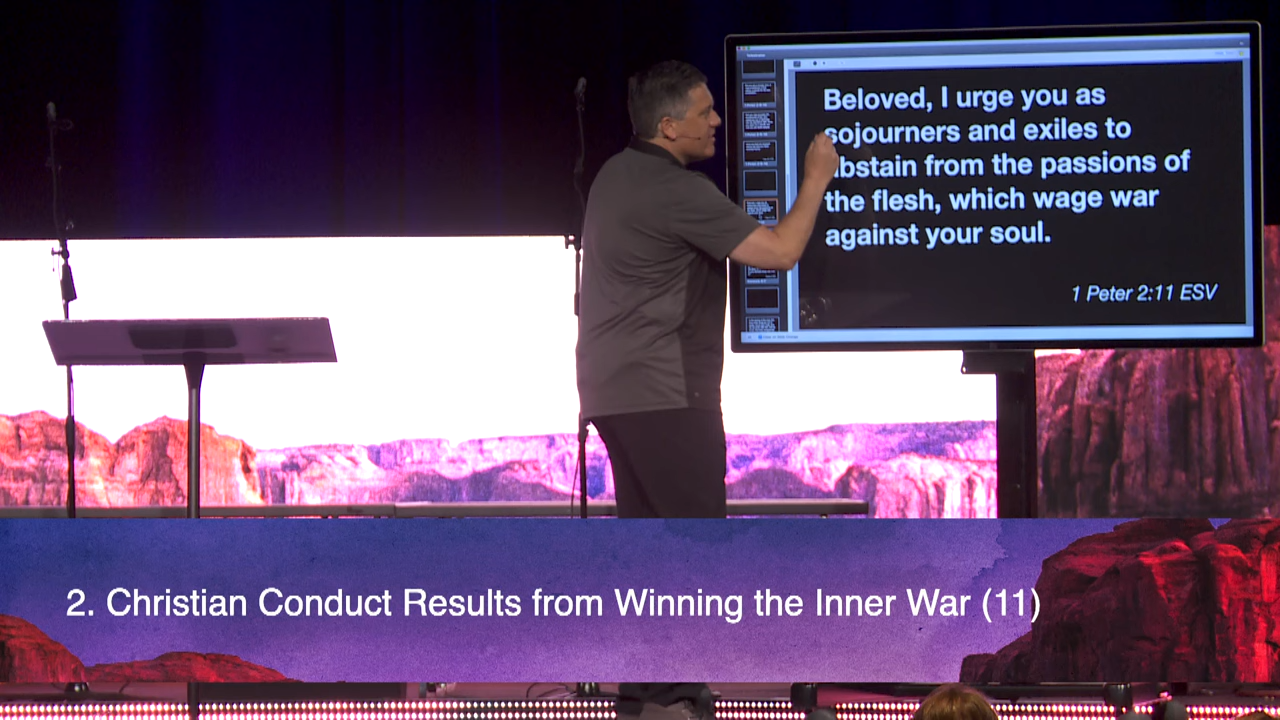 Beloved, I urge you as
sojourners and exiles to
abstain from the passions of
the flesh, which wage war
against your soul.
1 Peter 2:11 ESV
2. Christian Conduct Results from Winning the Inner War (11)